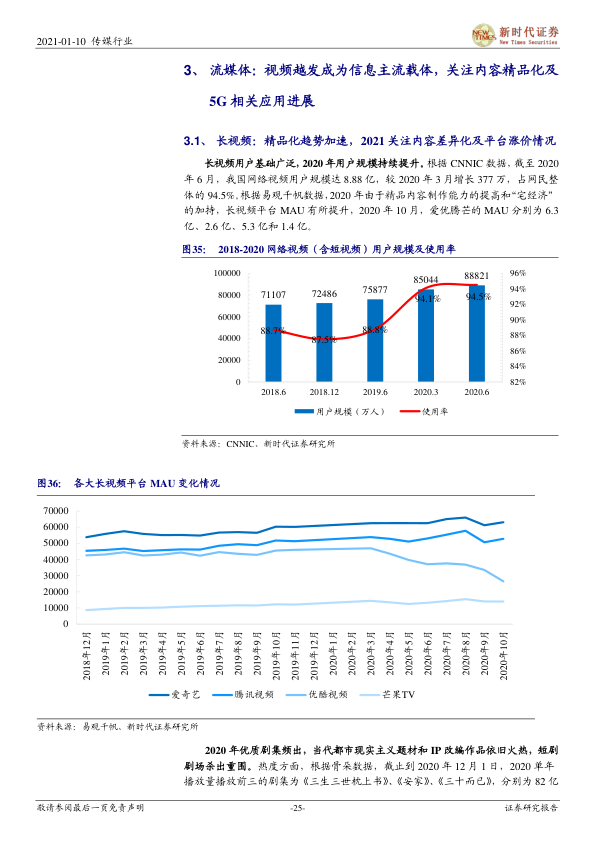 2021-01-10 传媒行业
新时代证券
New Times Securities
NEW TIMES
3、 流媒体：视频越发成为信息主流载体，关注内容精品化及
5G 相关应用进展
3.1、 长视频：精品化趋势加速，2021 关注内容差异化及平台涨价情况
长视频用户基础广泛，2020 年用户规模持续提升。根据 CNNIC 数据，截至 2020
年 6 月，我国网络视频用户规模达 8.88 亿，较 2020 年 3 月增长 377 万，占网民整
体的 94.5%。根据易观千帆数据，2020 年由于精品内容制作能力的提高和“宅经济”
的加持，长视频平台 MAU 有所提升，2020 年 10 月，爱优腾芒的 MAU 分别为 6.3
亿、2.6 亿、5.3 亿和 1.4 亿。
图35： 2018-2020 网络视频（含短视频）用户规模及使用率
100000
80000
60000
40000
20000
0
71107 72486 75877 85044 88821
88.7% 87.5% 88.8% 94.1% 94.5%
96%
94%
92%
90%
88%
86%
84%
82%
2018.6 2018.12 2019.6 2020.3 2020.6
用户规模（万人） 使用率
资料来源：CNNIC、新时代证券研究所
图36： 各大长视频平台 MAU 变化情况
70000
60000
50000
40000
30000
20000
10000
0
2018年12月
2019年1月
2019年2月
2019年3月
2019年4月
2019年5月
2019年6月
2019年7月
2019年8月
2019年9月
2019年10月
2019年11月
2019年12月
2020年1月
2020年2月
2020年3月
2020年4月
2020年5月
2020年6月
2020年7月
2020年8月
2020年9月
2020年10月
爱奇艺 腾讯视频 优酷视频 芒果TV
资料来源：易观千帆、新时代证券研究所
2020 年优质剧集频出，当代都市现实主义题材和 IP 改编作品依旧火热，短剧
剧场杀出重围。热度方面，根据骨朵数据，截止到 2020 年 12 月 1 日，2020 单年
播放量播放前三的剧集为《三生三世枕上书》、《安家》、《三十而已》，分别为 82 亿
敬请参阅最后一页免责声明
-25-
证券研究报告